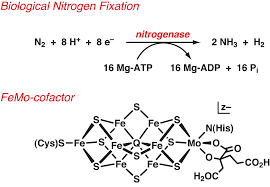 Biological Nitrogen Fixation
nitrogenase
N₂ + 8 H⁺ + 8 e⁻ 2 NH₃ + H₂
16 Mg-ATP 16 Mg-ADP + 16 Pᵢ
FeMo-cofactor
z–
S
Fe S Fe N(His)
S S S
(Cys)S Fe Fe Q Fe Mo O O
S S S O CO₂H
Fe Fe
S HO₂C